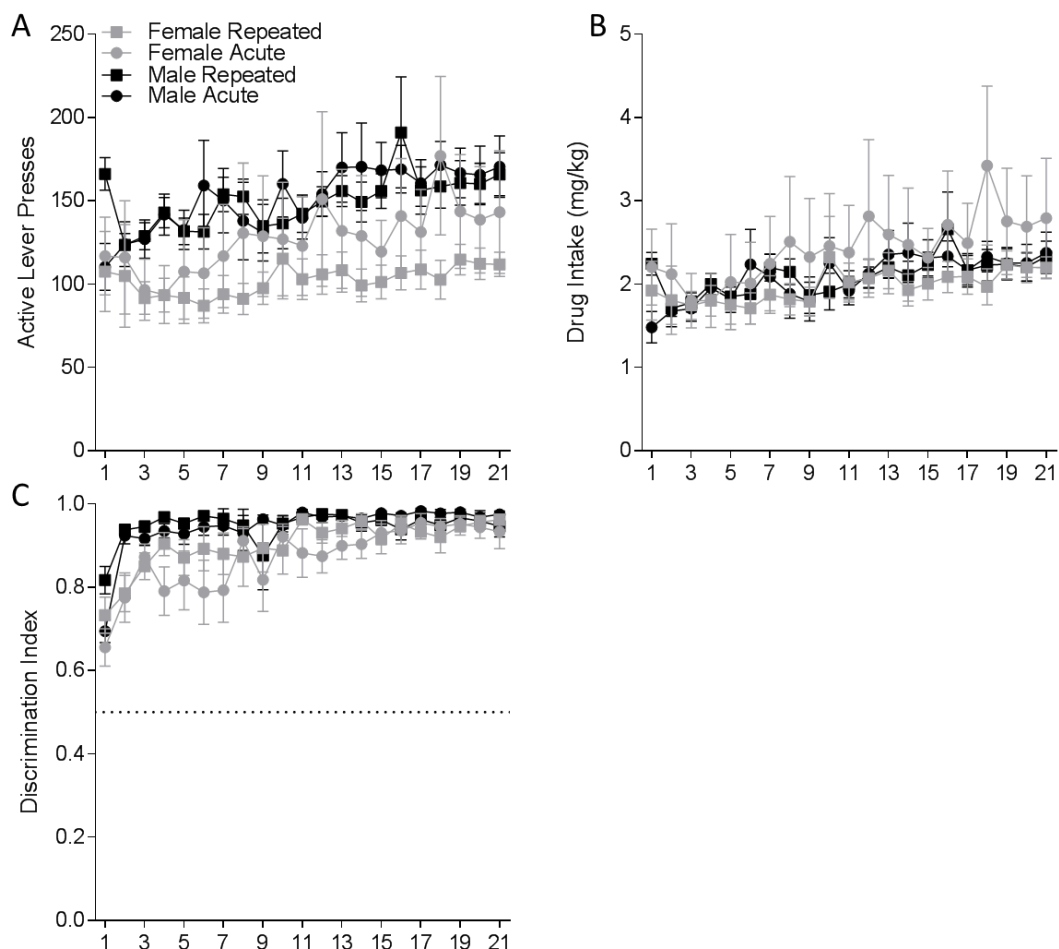 A
Female Repeated
Female Acute
Male Repeated
Male Acute
Active Lever Presses
250
200
150
100
50
0
1 3 5 7 9 11 13 15 17 19 21
B
Drug Intake (mg/kg)
5
4
3
2
1
0
1 3 5 7 9 11 13 15 17 19 21
C
Discrimination Index
1.0
0.8
0.6
0.4
0.2
0.0
1 3 5 7 9 11 13 15 17 19 21